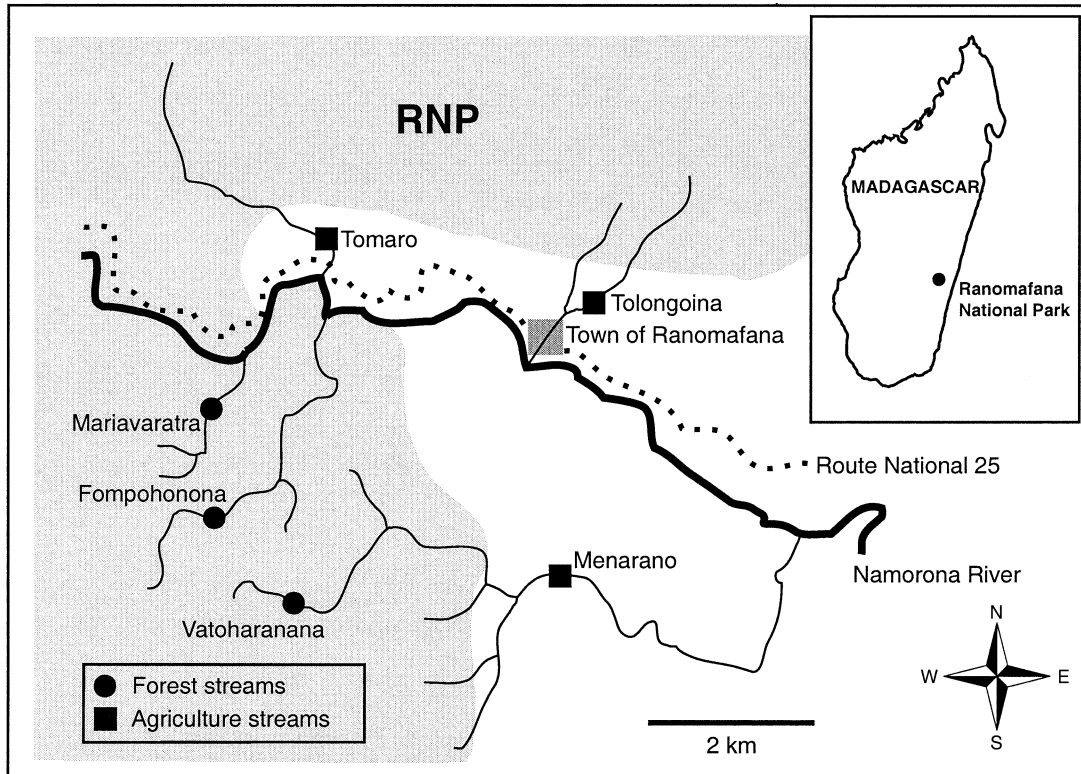 RNP
MADAGASCAR
Ranomafana
National Park
Tomaro
Tolongoina
Town of Ranomafana
Mariavaratra
Route National 25
Fompohonona
Menarano
Namorona River
Vatoharanana
Forest streams
Agriculture streams
2 km
N
W
E
S